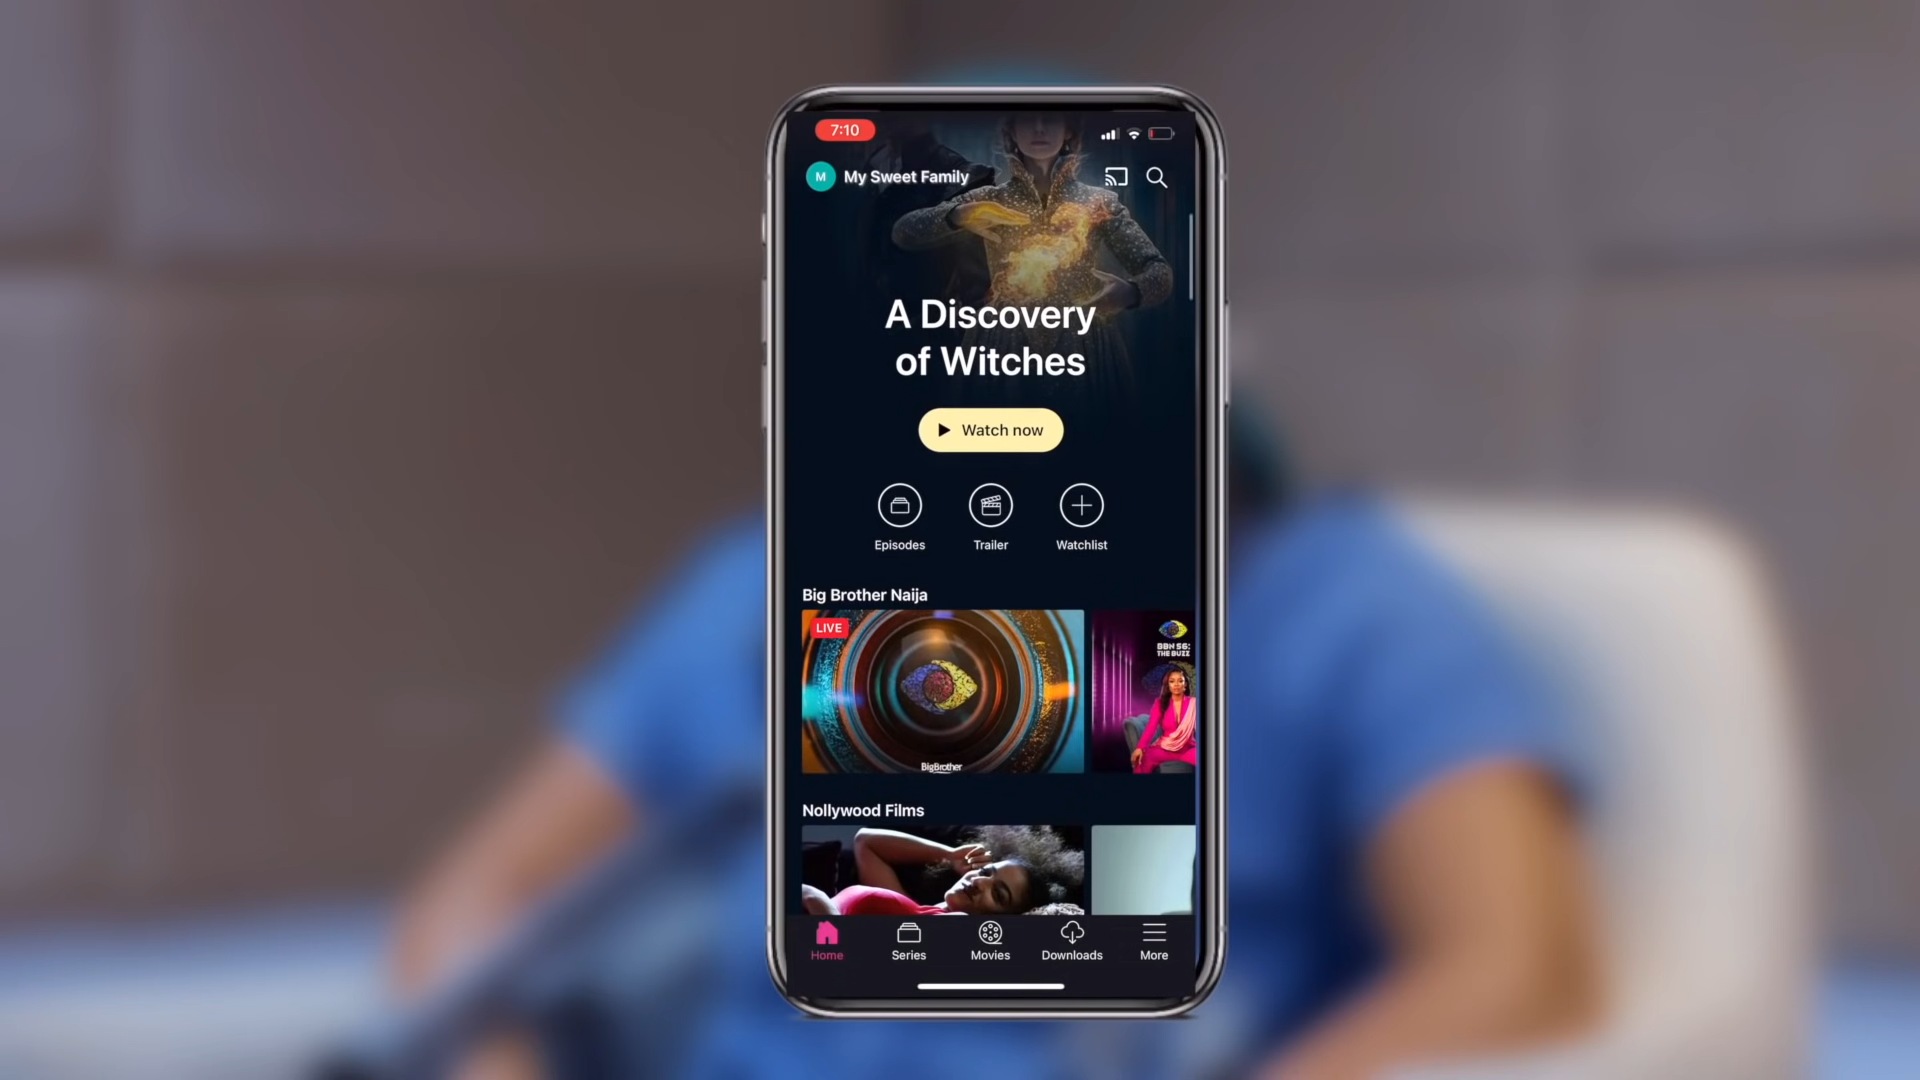 7:10
M
My Sweet Family
A Discovery
of Witches
Watch now
Episodes
Trailer
Watchlist
Big Brother Naija
LIVE
BigBrother
BBN S6:
THE BUZZ
Nollywood Films
Home
Series
Movies
Downloads
More